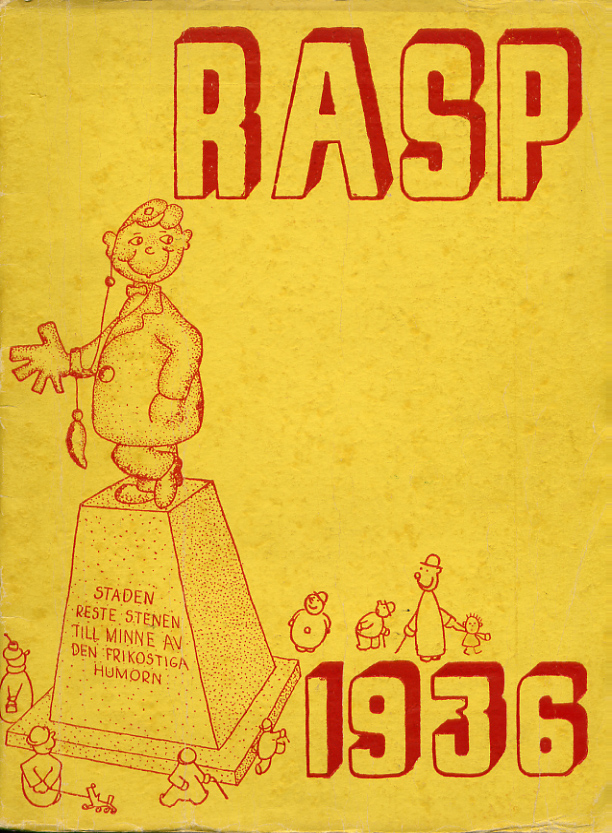 RASP
STADEN
RESTE STENEN
TILL MINNE AV
DEN FRIKOSTIGA
HUMORN
1936